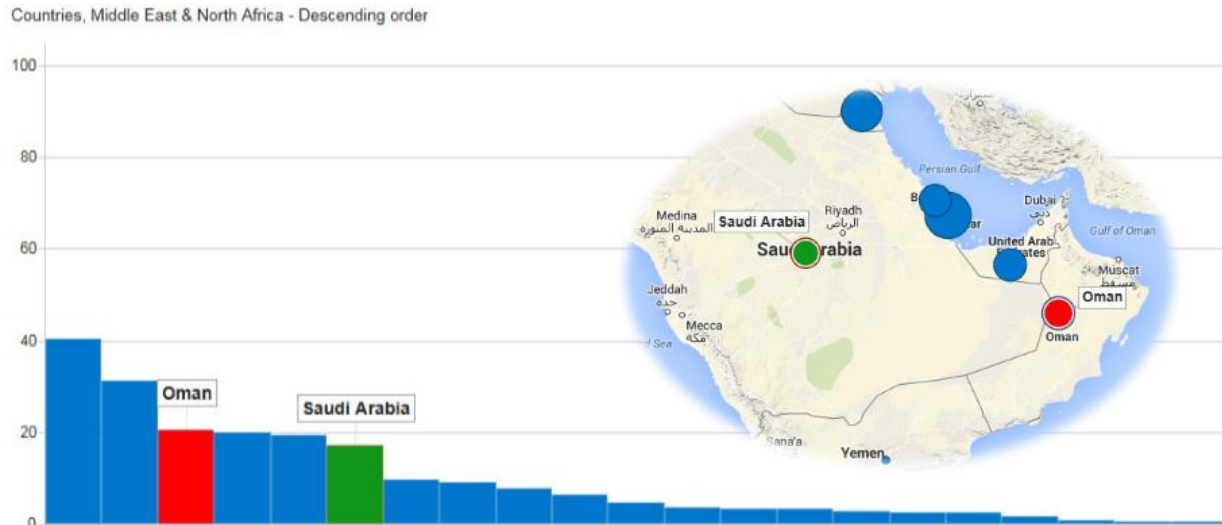 Countries, Middle East & North Africa - Descending order
100
80
60
40
20
0
Oman
Saudi Arabia
Persian Gulf
Medina
المدينة المنورة
Saudi Arabia
Riyadh
الرياض
Dubai
دبي
Gulf of Oman
United Arab
Muscat
مسقط
Oman
Oman
Jeddah
جدة
Mecca
مكة
Sana'a
Yemen